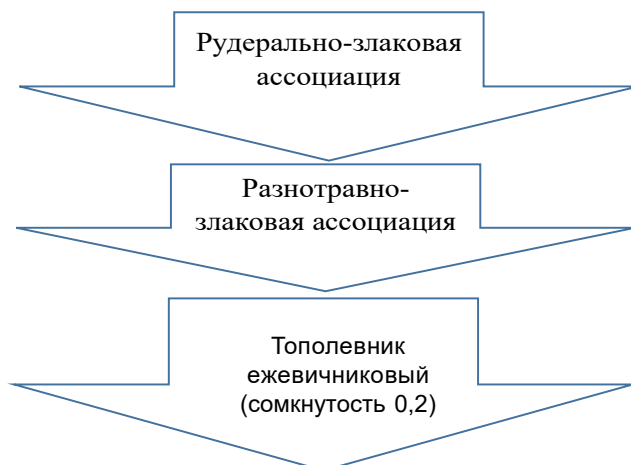 Рудерально-злаковая
ассоциация
Разнотравно-
злаковая ассоциация
Тополевник
ежевичниковый
(сомкнутость 0,2)